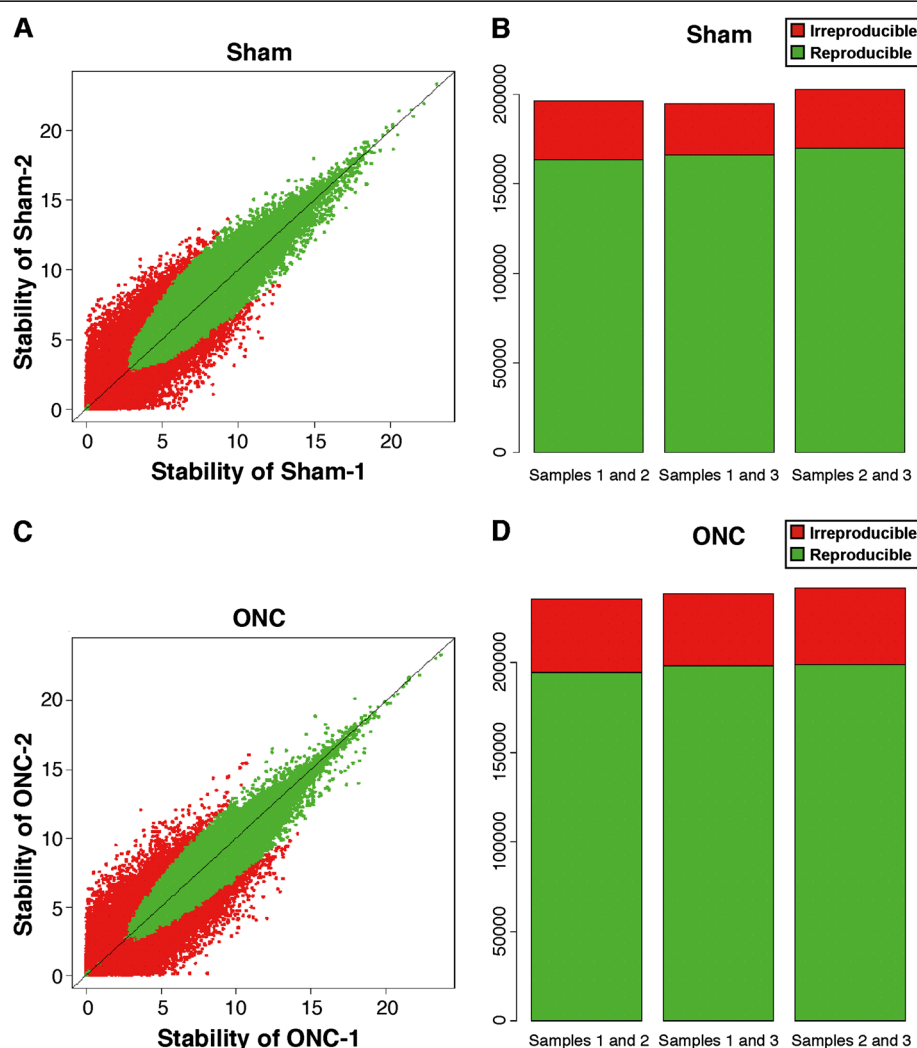 A
Sham
Stability of Sham-2
20
15
10
5
0
0 5 10 15 20
Stability of Sham-1
B
Sham
Irreproducible
Reproducible
200000
150000
100000
50000
0
Samples 1 and 2 Samples 1 and 3 Samples 2 and 3
C
ONC
Stability of ONC-2
20
15
10
5
0
0 5 10 15 20
Stability of ONC-1
D
ONC
Irreproducible
Reproducible
200000
150000
100000
50000
0
Samples 1 and 2 Samples 1 and 3 Samples 2 and 3